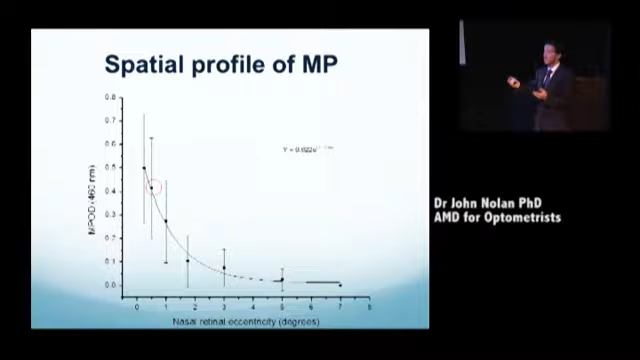 Spatial profile of MP
0.8
0.7
0.6
0.5
0.4
0.3
0.2
0.1
0.0
MPOD (460 nm)
0 1 2 3 4 5 6 7 8
Nasal retinal eccentricity (degrees)
Dr John Nolan PhD
AMD for Optometrists